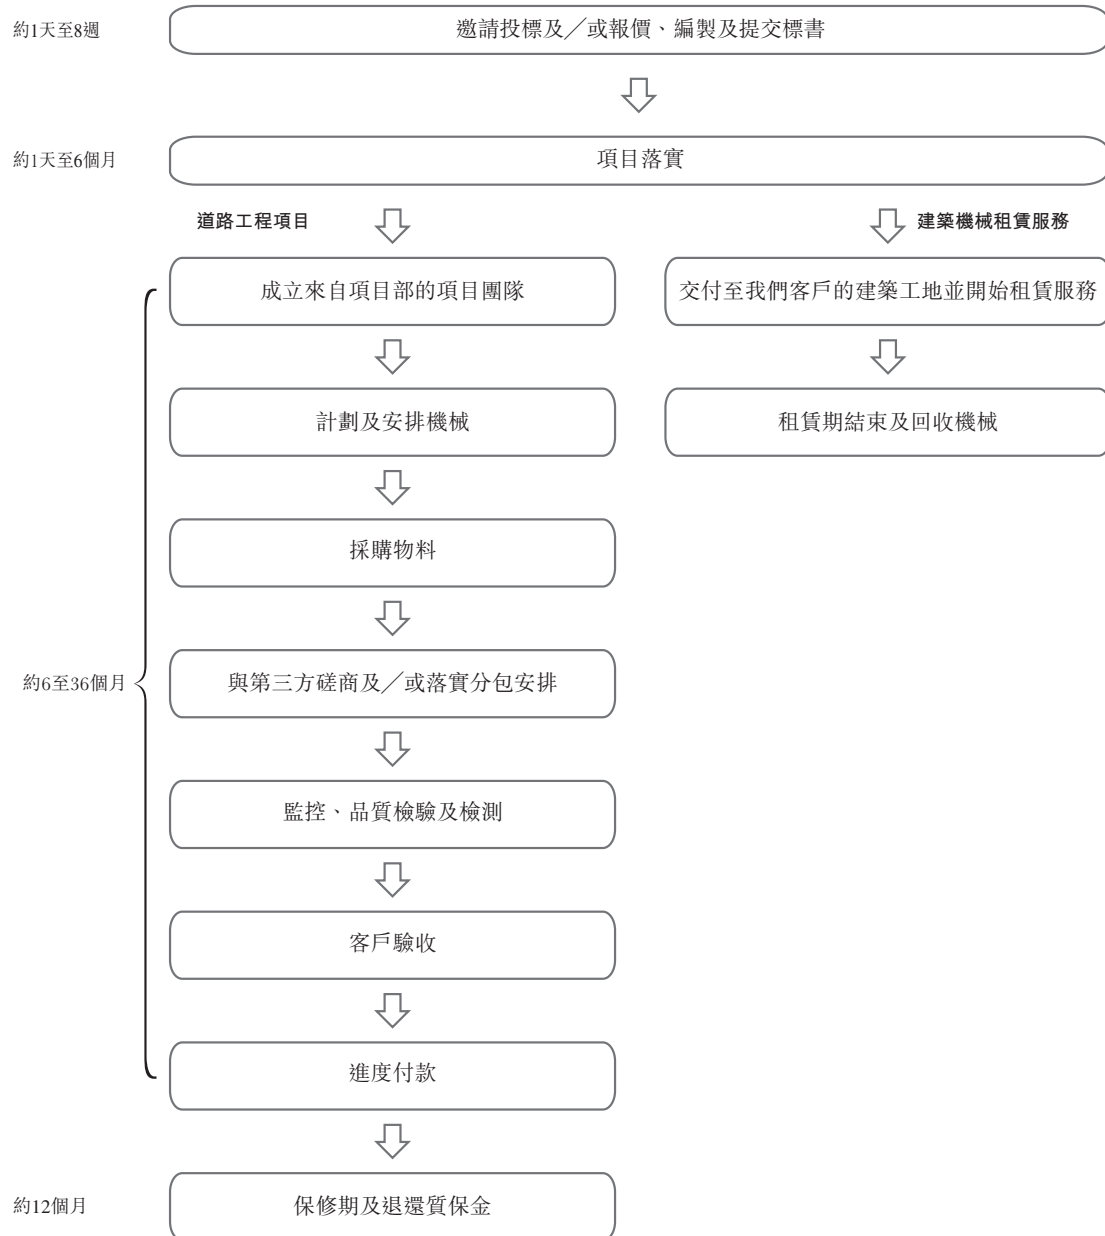 約1天至8週
邀請投標及／或報價、編製及提交標書
約1天至6個月
項目落實
道路工程項目
建築機械租賃服務
成立來自項目部的項目團隊
交付至我們客戶的建築工地並開始租賃服務
計劃及安排機械
租賃期結束及回收機械
採購物料
約6至36個月
與第三方磋商及／或落實分包安排
監控、品質檢驗及檢測
客戶驗收
進度付款
約12個月
保修期及退還質保金